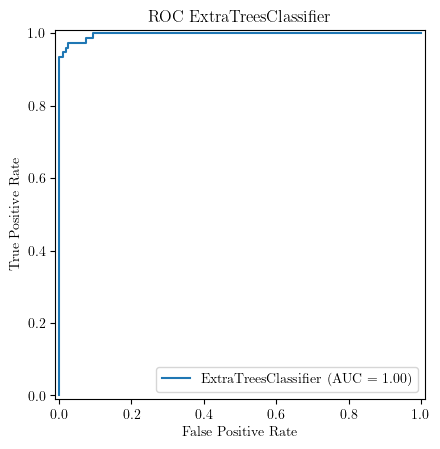 ROC ExtraTreesClassifier
1.0
0.8
0.6
0.4
0.2
0.0
True Positive Rate
ExtraTreesClassifier (AUC = 1.00)
0.0 0.2 0.4 0.6 0.8 1.0
False Positive Rate